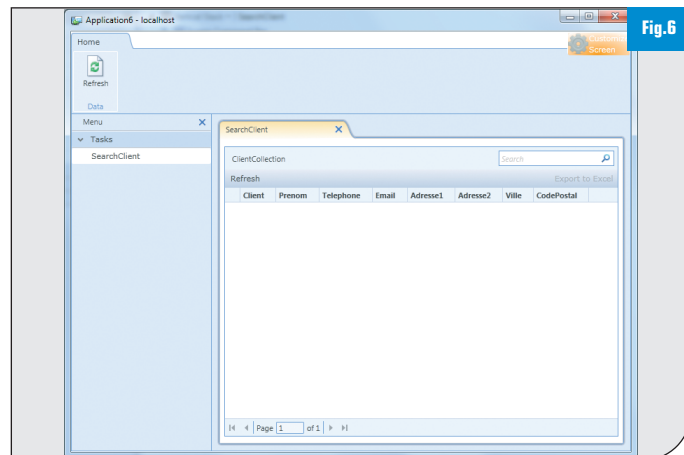 Application6 - localhost
Fig.6
Home
Customize
Screen
Refresh
Data
Menu
Tasks
SearchClient
SearchClient
ClientCollection
Search
Refresh
Export to Excel
Client Prenom Telephone Email Adresse1 Adresse2 Ville CodePostal
Page 1 of 1